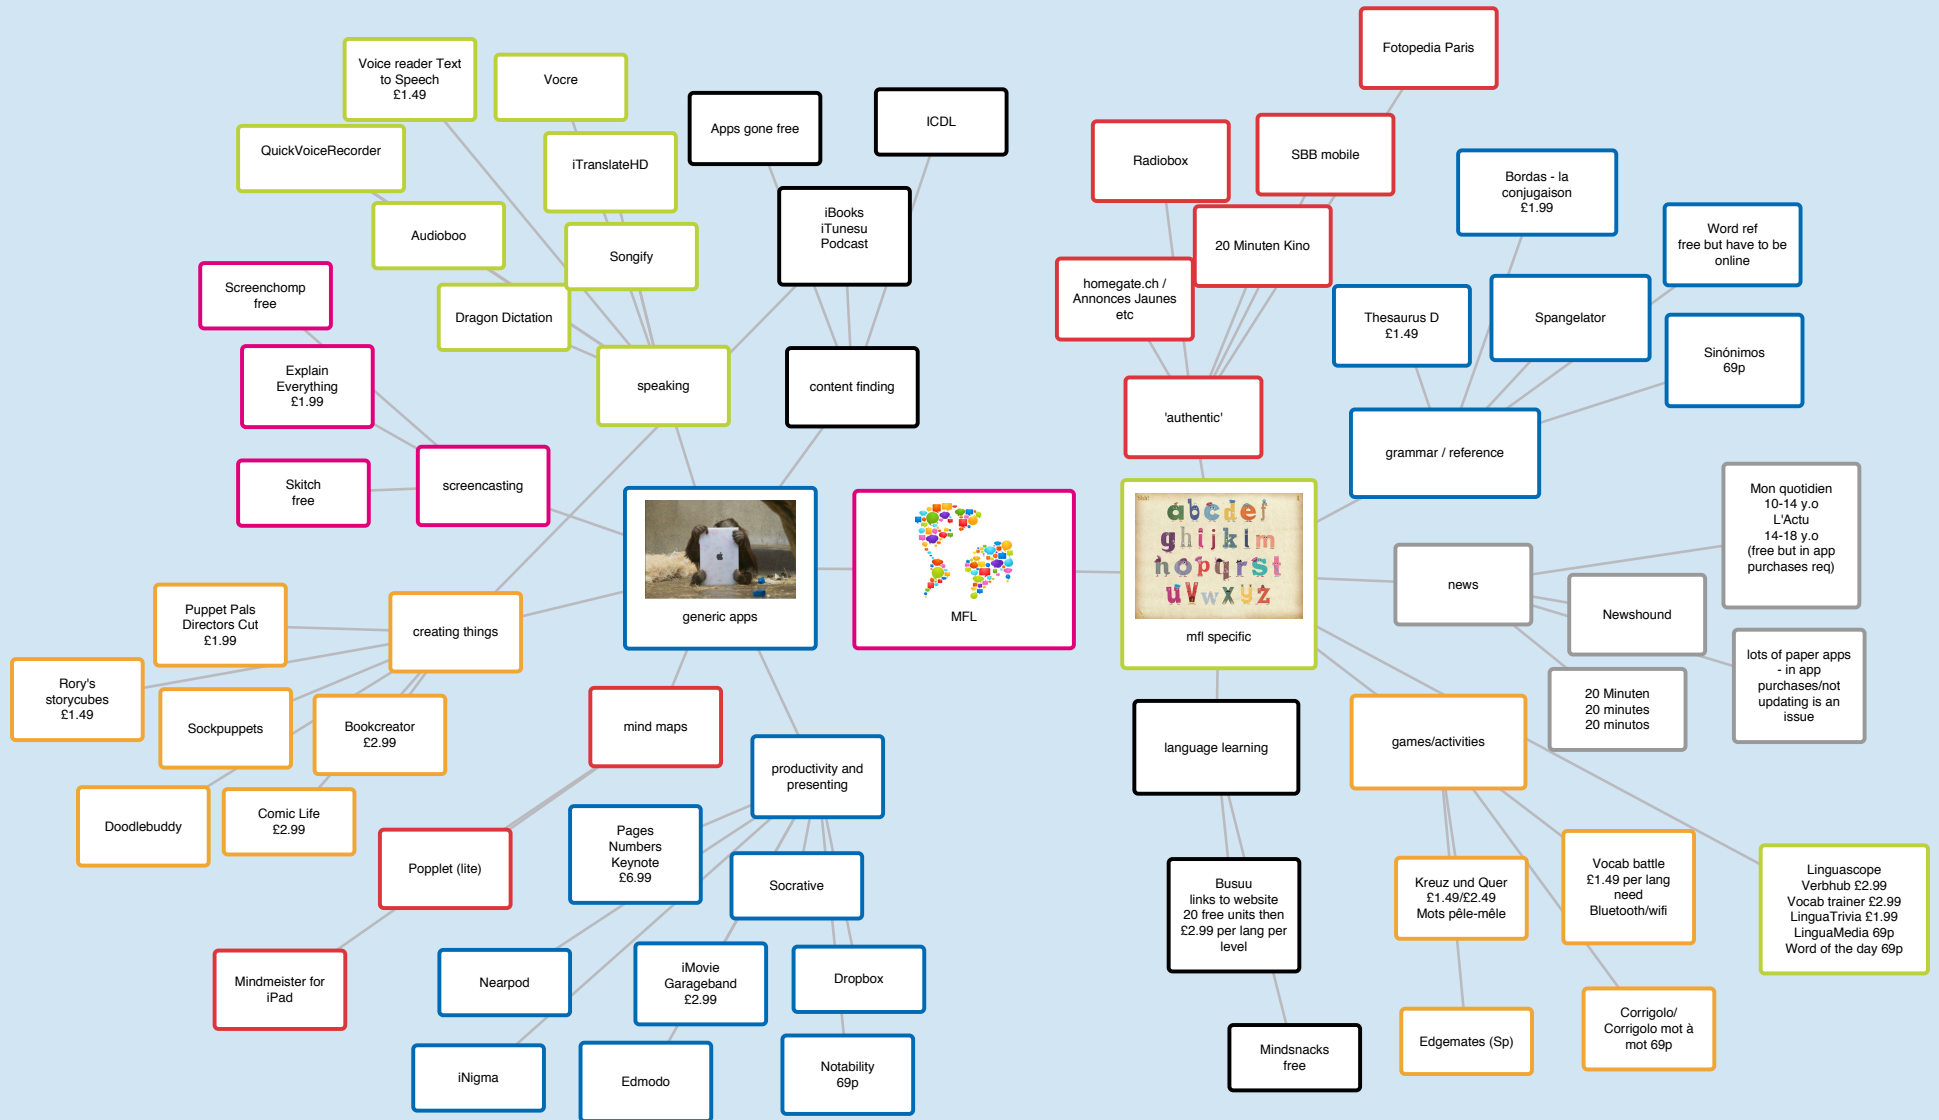 Fotopedia Paris
Voice reader Text
to Speech
£1.49
Vocre
Apps gone free
ICDL
Radiobox
SBB mobile
QuickVoiceRecorder
iTranslateHD
Bordas - la
conjugaison
£1.99
Audioboo
Songify
iBooks
iTunesu
Podcast
20 Minuten Kino
Word ref
free but have to be
online
Screenchomp
free
Dragon Dictation
homegate.ch /
Annonces Jaunes
etc
Thesaurus D
£1.49
Spangelator
Sinónimos
69p
Explain
Everything
£1.99
speaking
content finding
'authentic'
grammar / reference
Skitch
free
screencasting
Mon quotidien
10-14 y.o
L'Actu
14-18 y.o
(free but in app
purchases req)
a b c d e f
g h i j k l m
n o p q r s t
u v w x y z
generic apps
MFL
mfl specific
news
Newshound
Puppet Pals
Directors Cut
£1.99
creating things
lots of paper apps
- in app
purchases/not
updating is an
issue
Rory's
storycubes
£1.49
Sockpuppets
Bookcreator
£2.99
mind maps
20 Minuten
20 minutes
20 minutos
language learning
games/activities
productivity and
presenting
Doodlebuddy
Comic Life
£2.99
Pages
Numbers
Keynote
£6.99
Popplet (lite)
Socrative
Busuu
links to website
20 free units then
£2.99 per lang per
level
Kreuz und Quer
£1.49/£2.49
Mots pêle-mêle
Vocab battle
£1.49 per lang
need
Bluetooth/wifi
Linguascope
Verbhub £2.99
Vocab trainer £2.99
LinguaTrivia £1.99
LinguaMedia 69p
Word of the day 69p
Mindmeister for
iPad
Nearpod
iMovie
Garageband
£2.99
Dropbox
iNigma
Edmodo
Notability
69p
Mindsnacks
free
Edgemates (Sp)
Corrigolo/
Corrigolo mot à
mot 69p